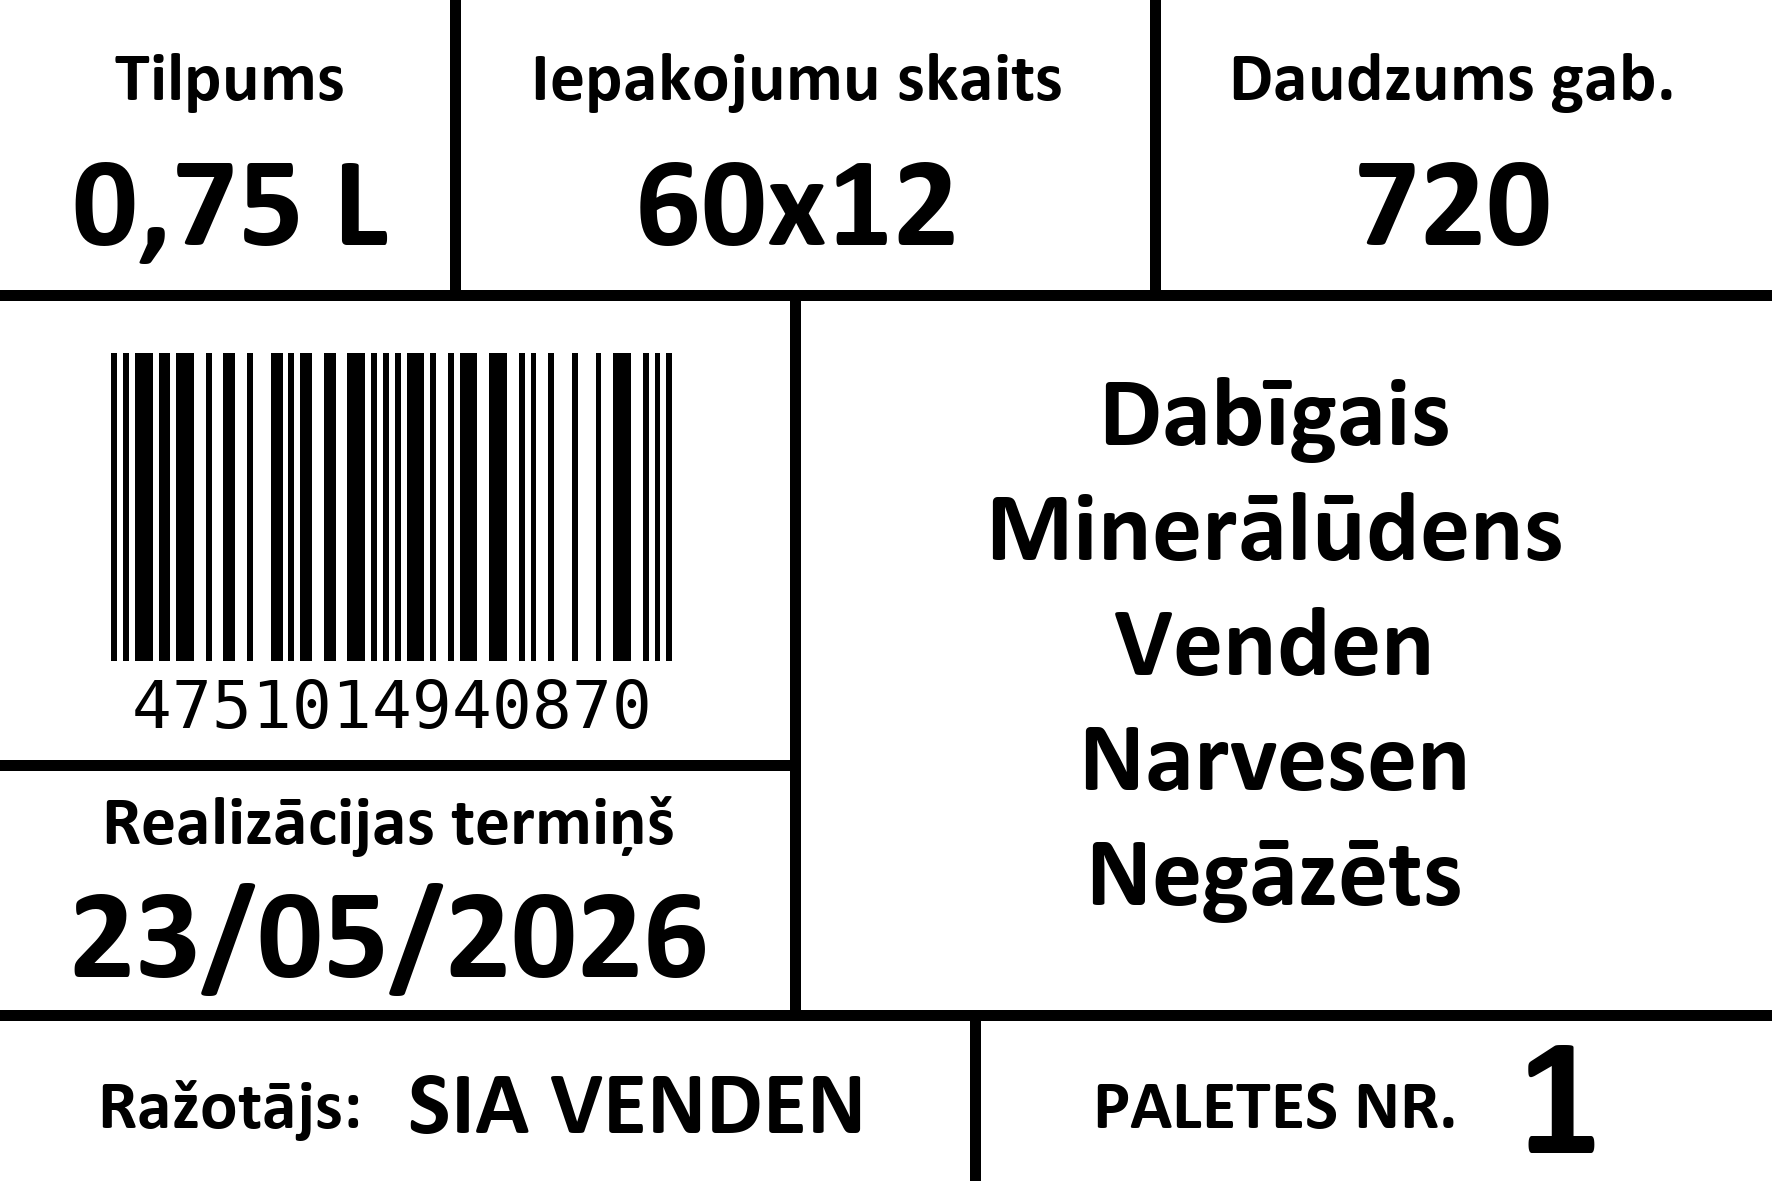 Tilpums
0,75 L
Iepakojumu skaits
60x12
Daudzums gab.
720
4751014940870
Realizācijas termiņš
23/05/2026
Dabīgais
Minerālūdens
Venden
Narvesen
Negāzēts
Ražotājs: SIA VENDEN
PALETES NR. 1